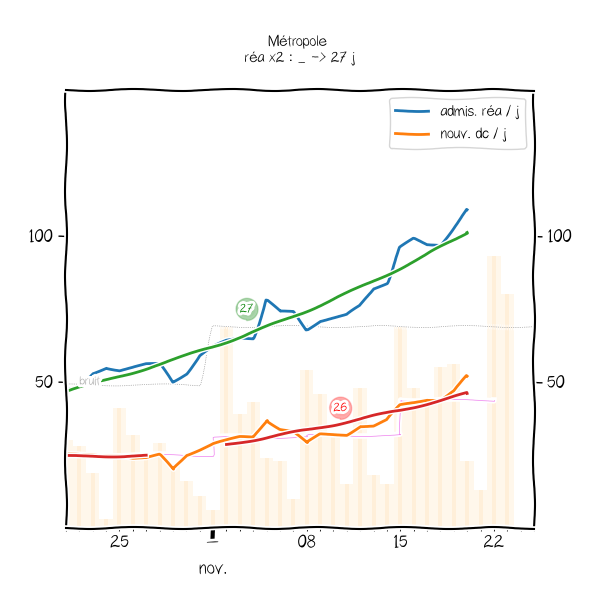 Métropole
réa x2 : _ -> 27 j
admis. réa / j
nouv. dc / j
100
100
27
bruit
50
50
26
25
1
08
15
22
nov.